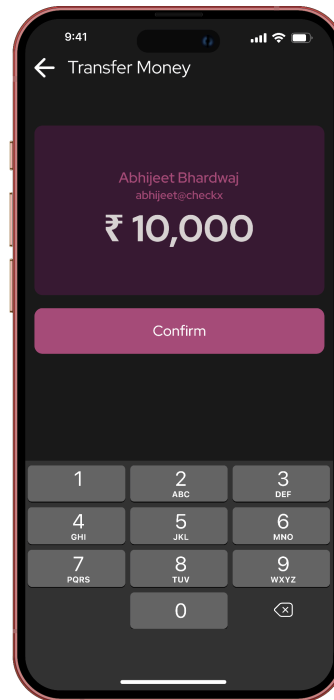 9:41
Transfer Money
Abhijeet Bhardwaj
abhijeet@checkx
₹ 10,000
Confirm
1
2
3
ABC
DEF
4
5
6
GHI
JKL
MNO
7
8
9
PQRS
TUV
WXYZ
0